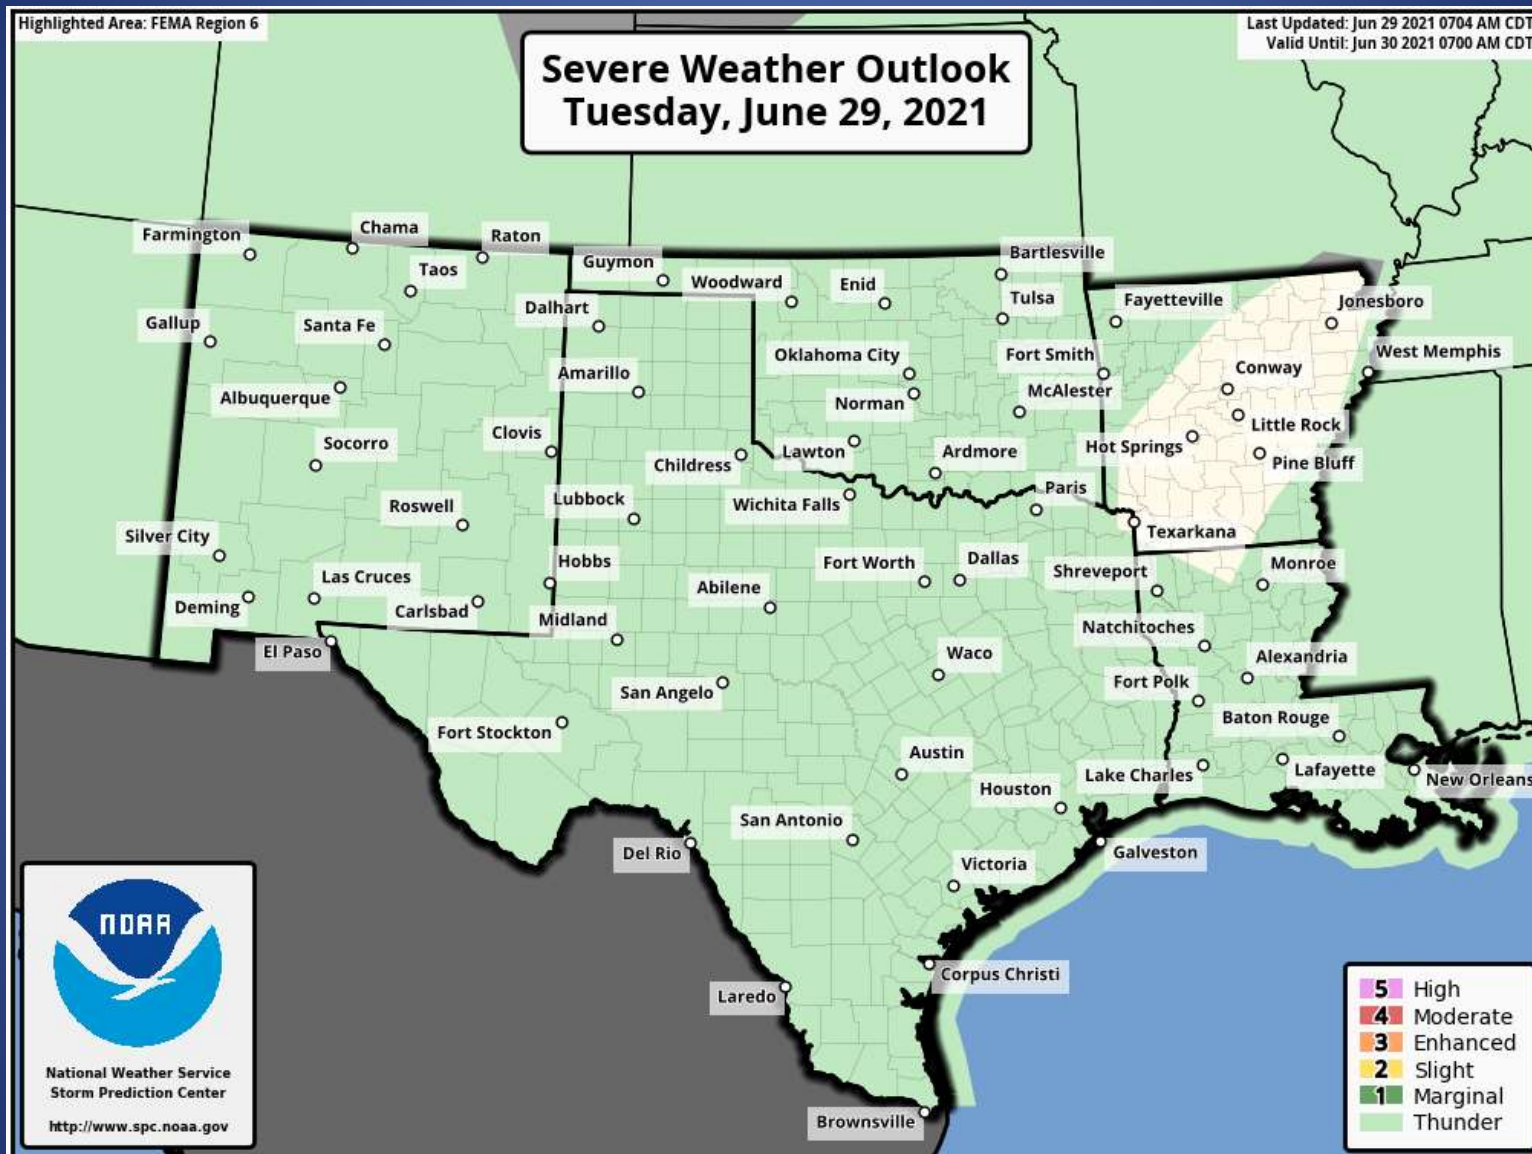 Highlighted Area: FEMA Region 6
Last Updated: Jun 29 2021 0704 AM CDT
Valid Until: Jun 30 2021 0700 AM CDT
Severe Weather Outlook
Tuesday, June 29, 2021
Farmington
Chama
Raton
Taos
Guymon
Woodward
Enid
Bartlesville
Tulsa
Fayetteville
Jonesboro
Gallup
Santa Fe
Dalhart
Oklahoma City
Fort Smith
West Memphis
Conway
Amarillo
Albuquerque
Norman
McAlester
Little Rock
Socorro
Clovis
Childress
Lawton
Ardmore
Hot Springs
Pine Bluff
Roswell
Lubbock
Wichita Falls
Paris
Texarkana
Silver City
Hobbs
Fort Worth
Dallas
Shreveport
Monroe
Las Cruces
Abilene
Deming
Carlsbad
Midland
Natchitoches
El Paso
Waco
Alexandria
San Angelo
Fort Polk
Fort Stockton
Baton Rouge
Austin
Lake Charles
Lafayette
New Orleans
Houston
San Antonio
Del Rio
Galveston
Victoria
Corpus Christi
Laredo
Brownsville
NOAA
National Weather Service
Storm Prediction Center
http://www.spc.noaa.gov
5 High
4 Moderate
3 Enhanced
2 Slight
1 Marginal
Thunder